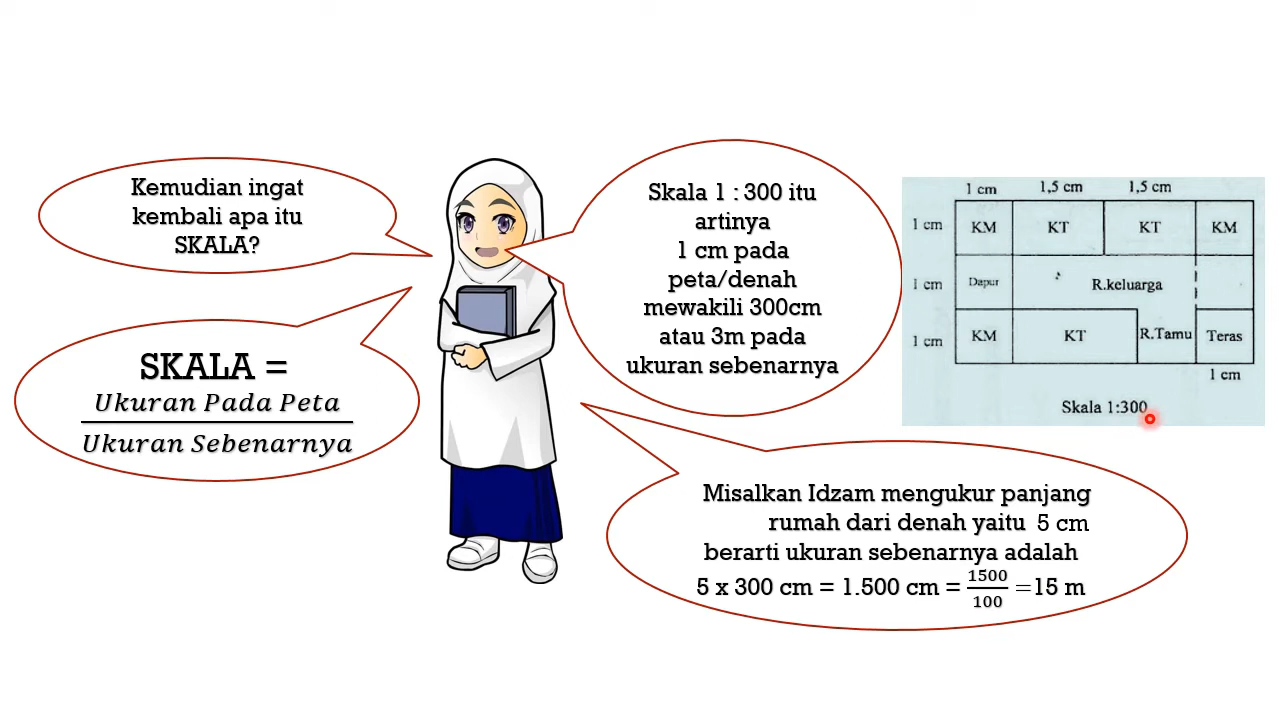 Kemudian ingat
kembali apa itu
SKALA?
SKALA =
Ukuran Pada Peta
Ukuran Sebenarnya
Skala 1 : 300 itu
artinya
1 cm pada
peta/denah
mewakili 300cm
atau 3m pada
ukuran sebenarnya
1 cm 1,5 cm 1,5 cm
1 cm KM KT KT KM
1 cm Dapur R.keluarga
1 cm KM KT R.Tamu Teras
1 cm
Skala 1:300
Misalkan Idzam mengukur panjang
rumah dari denah yaitu 5 cm
berarti ukuran sebenarnya adalah
5 x 300 cm = 1.500 cm = 1500/100 =15 m